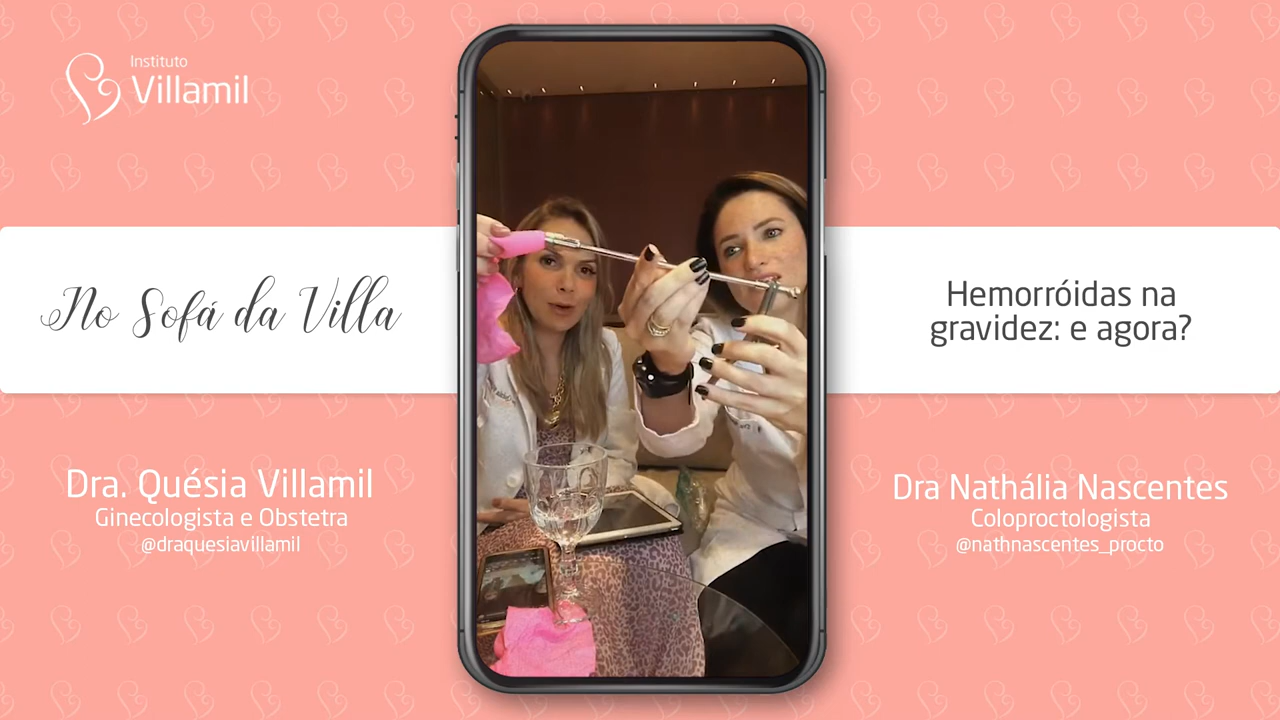 Instituto
Villamil
No Sofá da Villa
Hemorróidas na
gravidez: e agora?
Dra. Quésia Villamil
Ginecologista e Obstetra
@draquesiavillamil
Dra Nathália Nascentes
Coloproctologista
@nathnascentes_procto